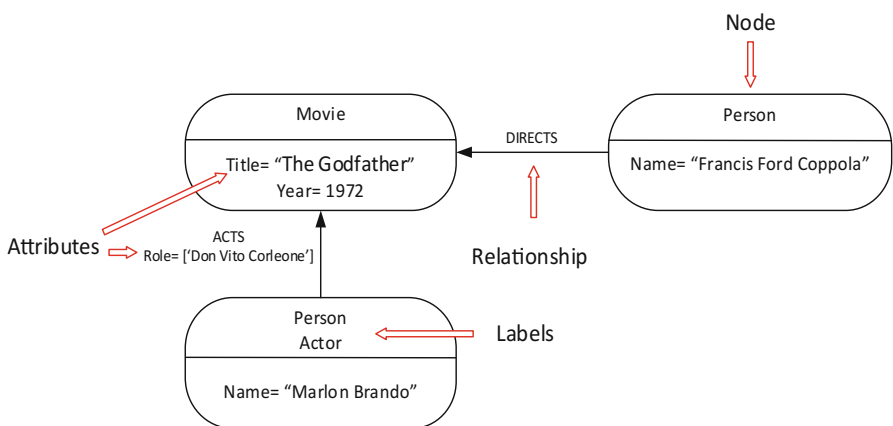 Node
Movie
Title= “The Godfather”
Year= 1972
DIRECTS
Person
Name= “Francis Ford Coppola”
Attributes
ACTS
Role= [‘Don Vito Corleone’]
Relationship
Person
Actor
Labels
Name= “Marlon Brando”